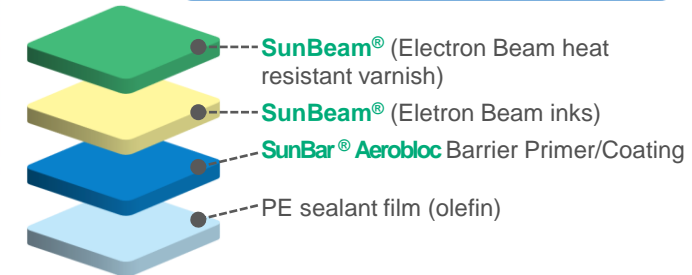 SunBeam® (Electron Beam heat
resistant varnish)
SunBeam® (Eletron Beam inks)
SunBar ® Aerobloc Barrier Primer/Coating
PE sealant film (olefin)